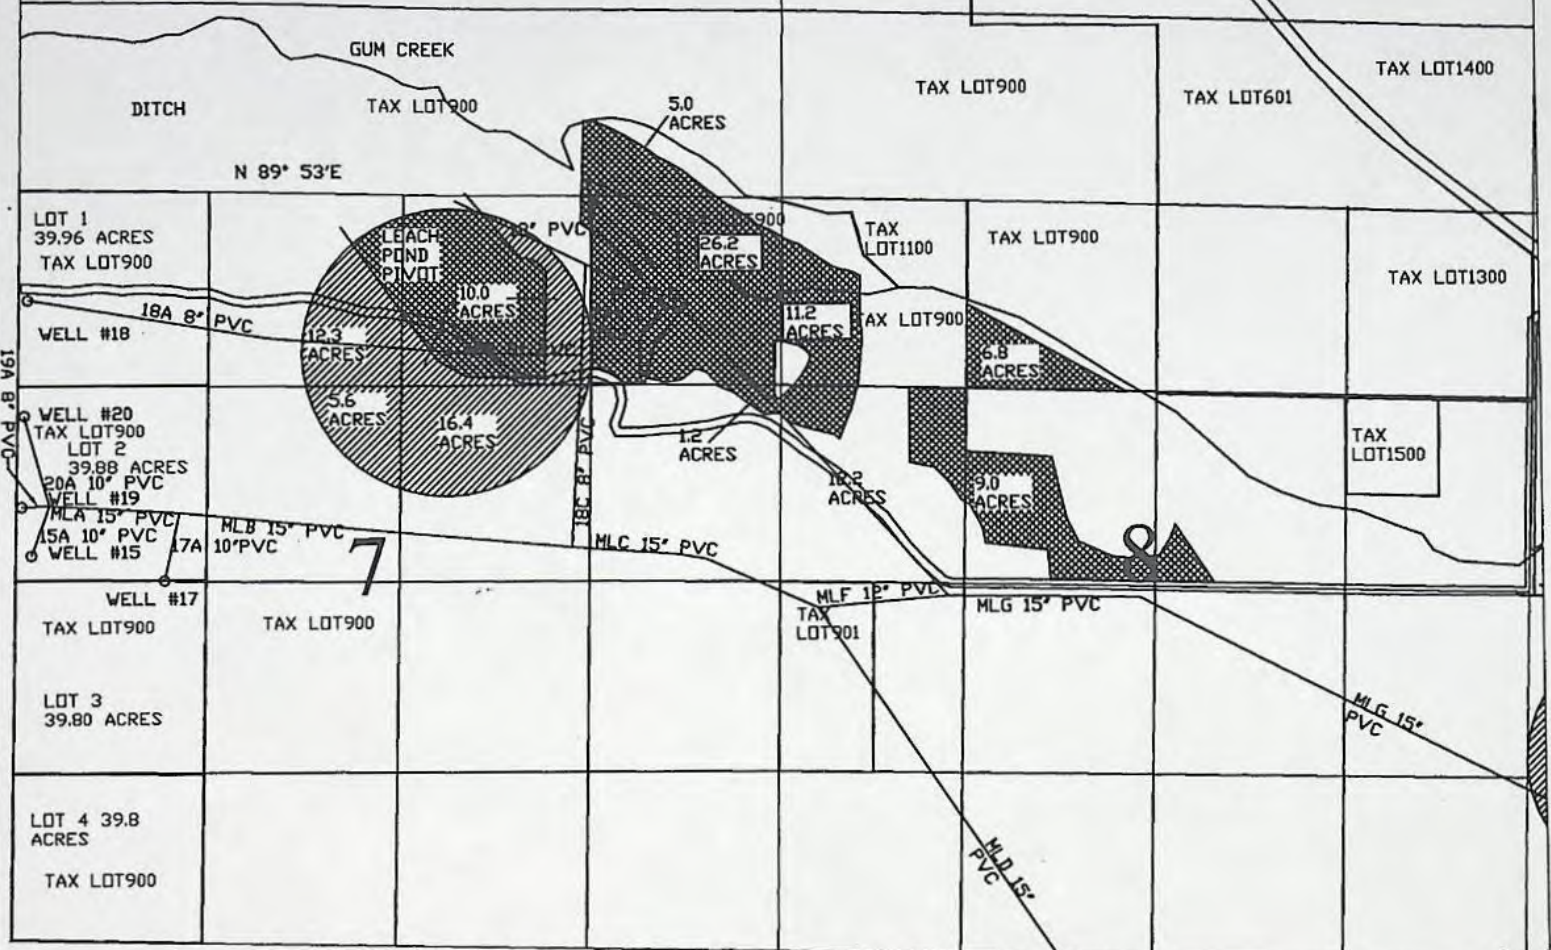 GUM CREEK
DITCH
TAX LOT900
5.0
ACRES
TAX LOT900
TAX LOT601
TAX LOT1400
N 89° 53'E
LOT 1
39.96 ACRES
TAX LOT900
LEACH
POND
PIVOT
PVC
900
26.2
ACRES
TAX
LOT1100
TAX LOT900
TAX LOT1300
10.0
ACRES
11.2
ACRES
AX LOT900
18A 8" PVC
WELL #18
12.3
ACRES
6.8
ACRES
19A 8" PVC
WELL #20
TAX LOT900
LOT 2
39.88 ACRES
20A 10" PVC
WELL #19
MLA 15" PVC
15A 10" PVC
WELL #15
5.6
ACRES
16.4
ACRES
18C 8" PVC
1.2
ACRES
ACRES
9.0
ACRES
TAX
LOT1500
17A
10"PVC
MLB 15" PVC
7
MLC 15" PVC
8
WELL #17
TAX LOT900
TAX LOT900
MLF 12" PVC
TAX
LOT901
MLG 15" PVC
LOT 3
39.80 ACRES
MLG 15"
PVC
LOT 4 39.8
ACRES
TAX LOT900
MLD 15"
PVC